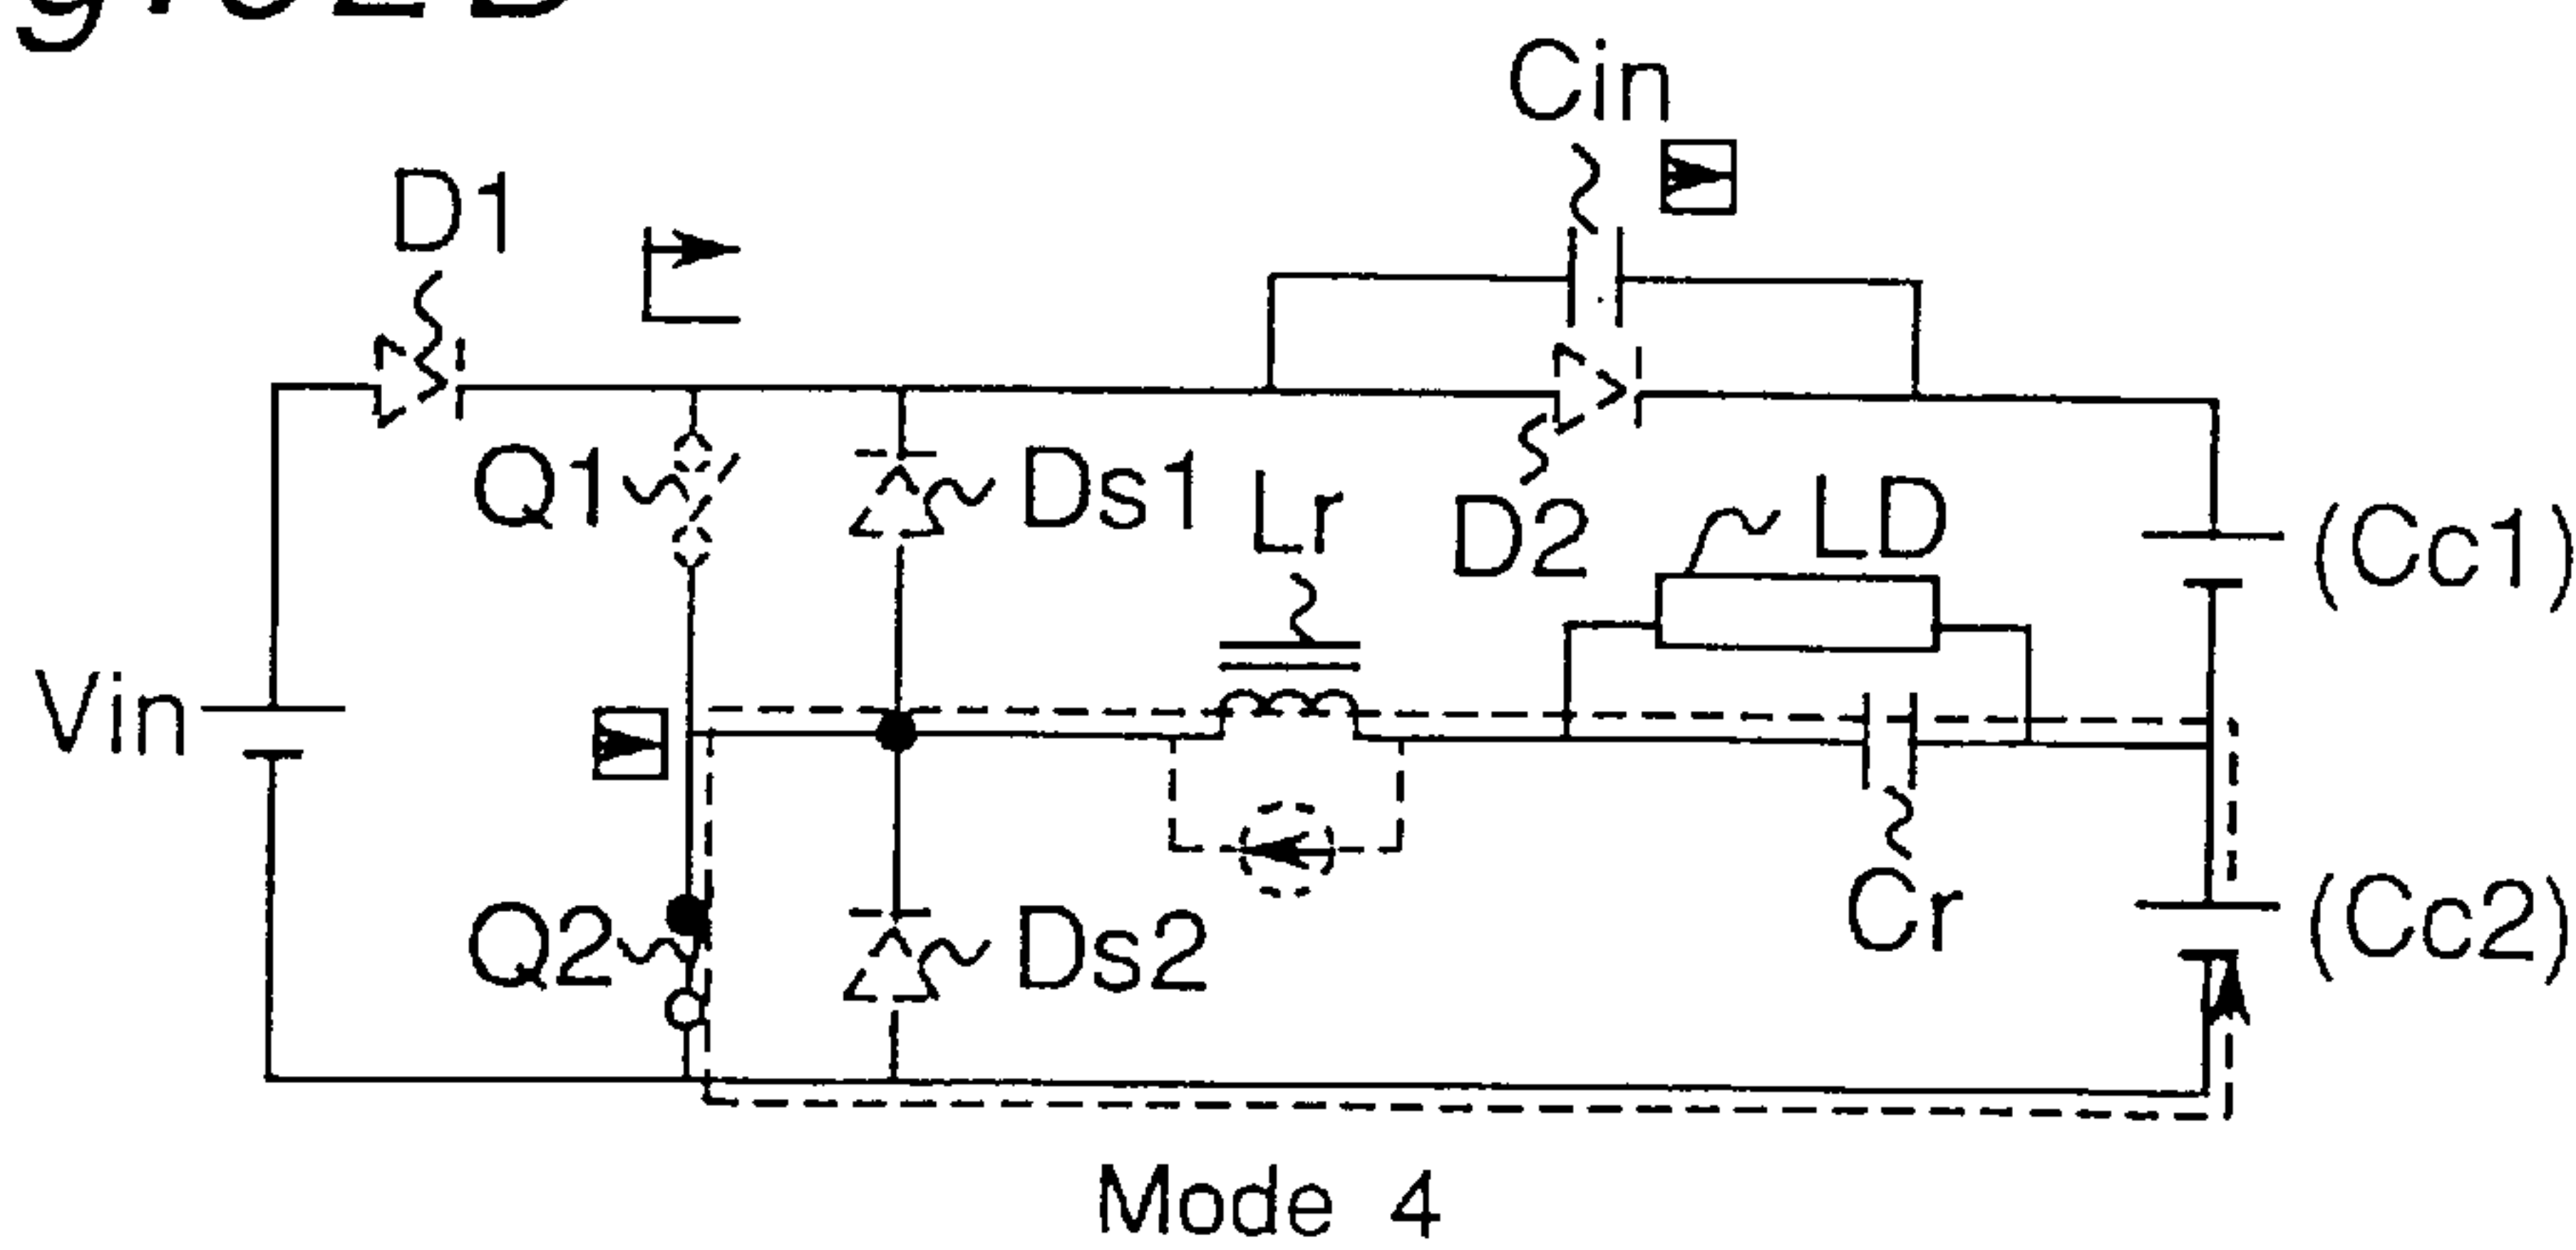 Cin
D1
Q1
Ds1
Lr
D2
LD
(Cc1)
Vin
Q2
Ds2
Cr
(Cc2)
Mode 4